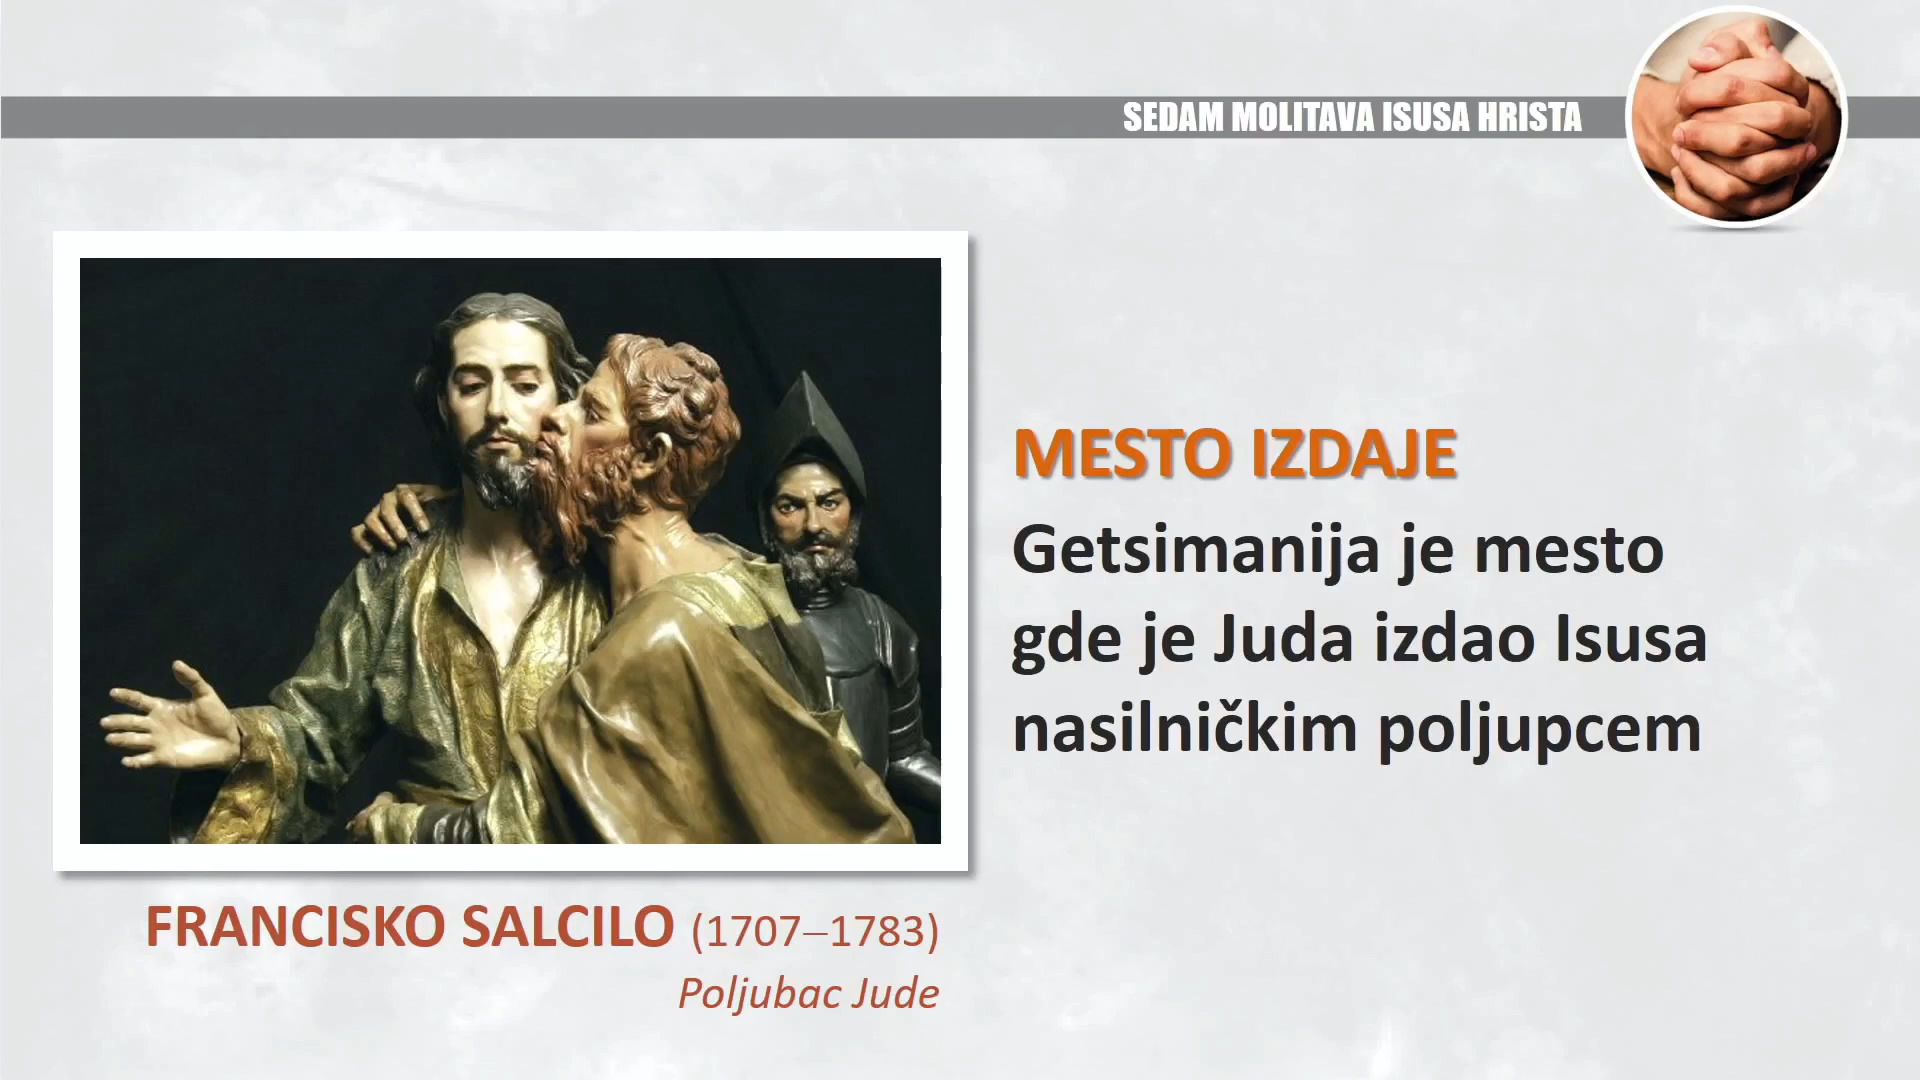 SEDAM MOLITAVA ISUSA HRISTA
MESTO IZDAJE
Getsimanija je mesto
gde je Juda izdao Isusa
nasilničkim poljupcem
FRANCISKO SALCILO (1707–1783)
Poljubac Jude